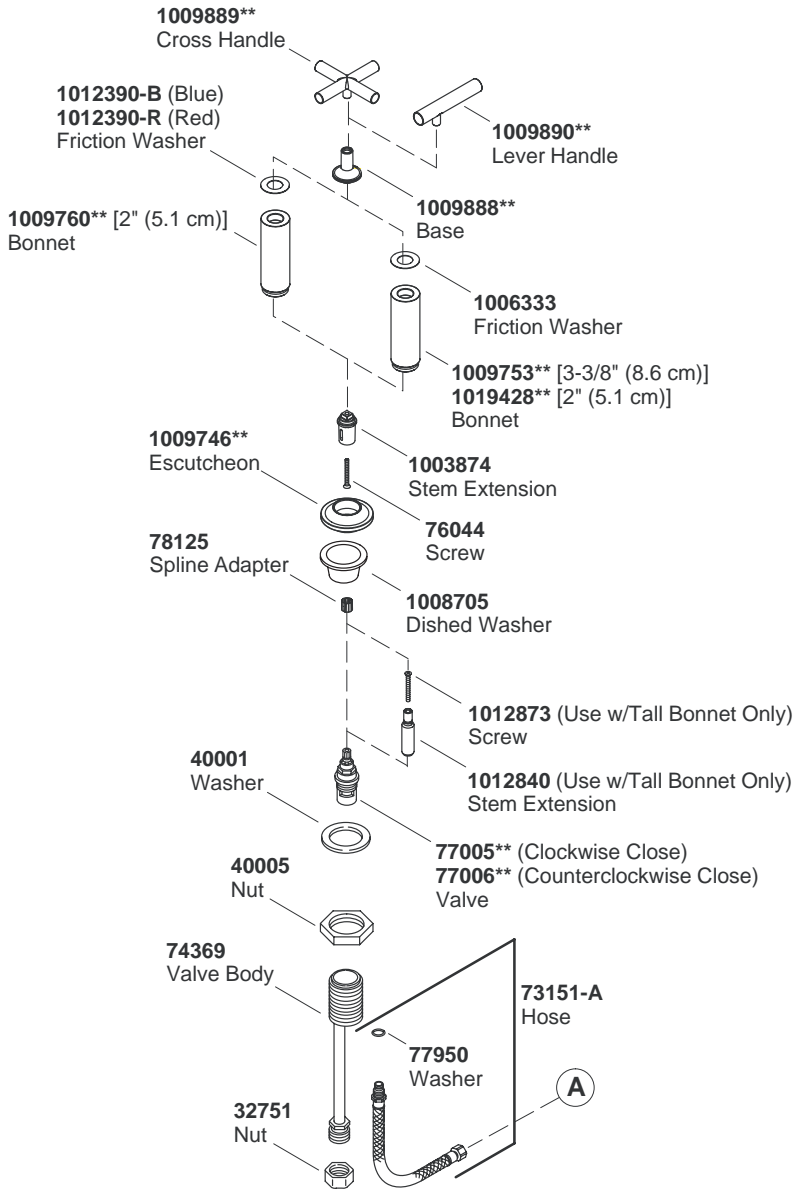 1009889**
Cross Handle
1012390-B (Blue)
1012390-R (Red)
Friction Washer
1009890**
Lever Handle
1009760** [2" (5.1 cm)]
Bonnet
1009888**
Base
1006333
Friction Washer
1009753** [3-3/8" (8.6 cm)]
1019428** [2" (5.1 cm)]
Bonnet
1009746**
Escutcheon
1003874
Stem Extension
76044
Screw
78125
Spline Adapter
1008705
Dished Washer
1012873 (Use w/Tall Bonnet Only)
Screw
40001
Washer
1012840 (Use w/Tall Bonnet Only)
Stem Extension
77005** (Clockwise Close)
77006** (Counterclockwise Close)
Valve
40005
Nut
74369
Valve Body
73151-A
Hose
77950
Washer
A
32751
Nut